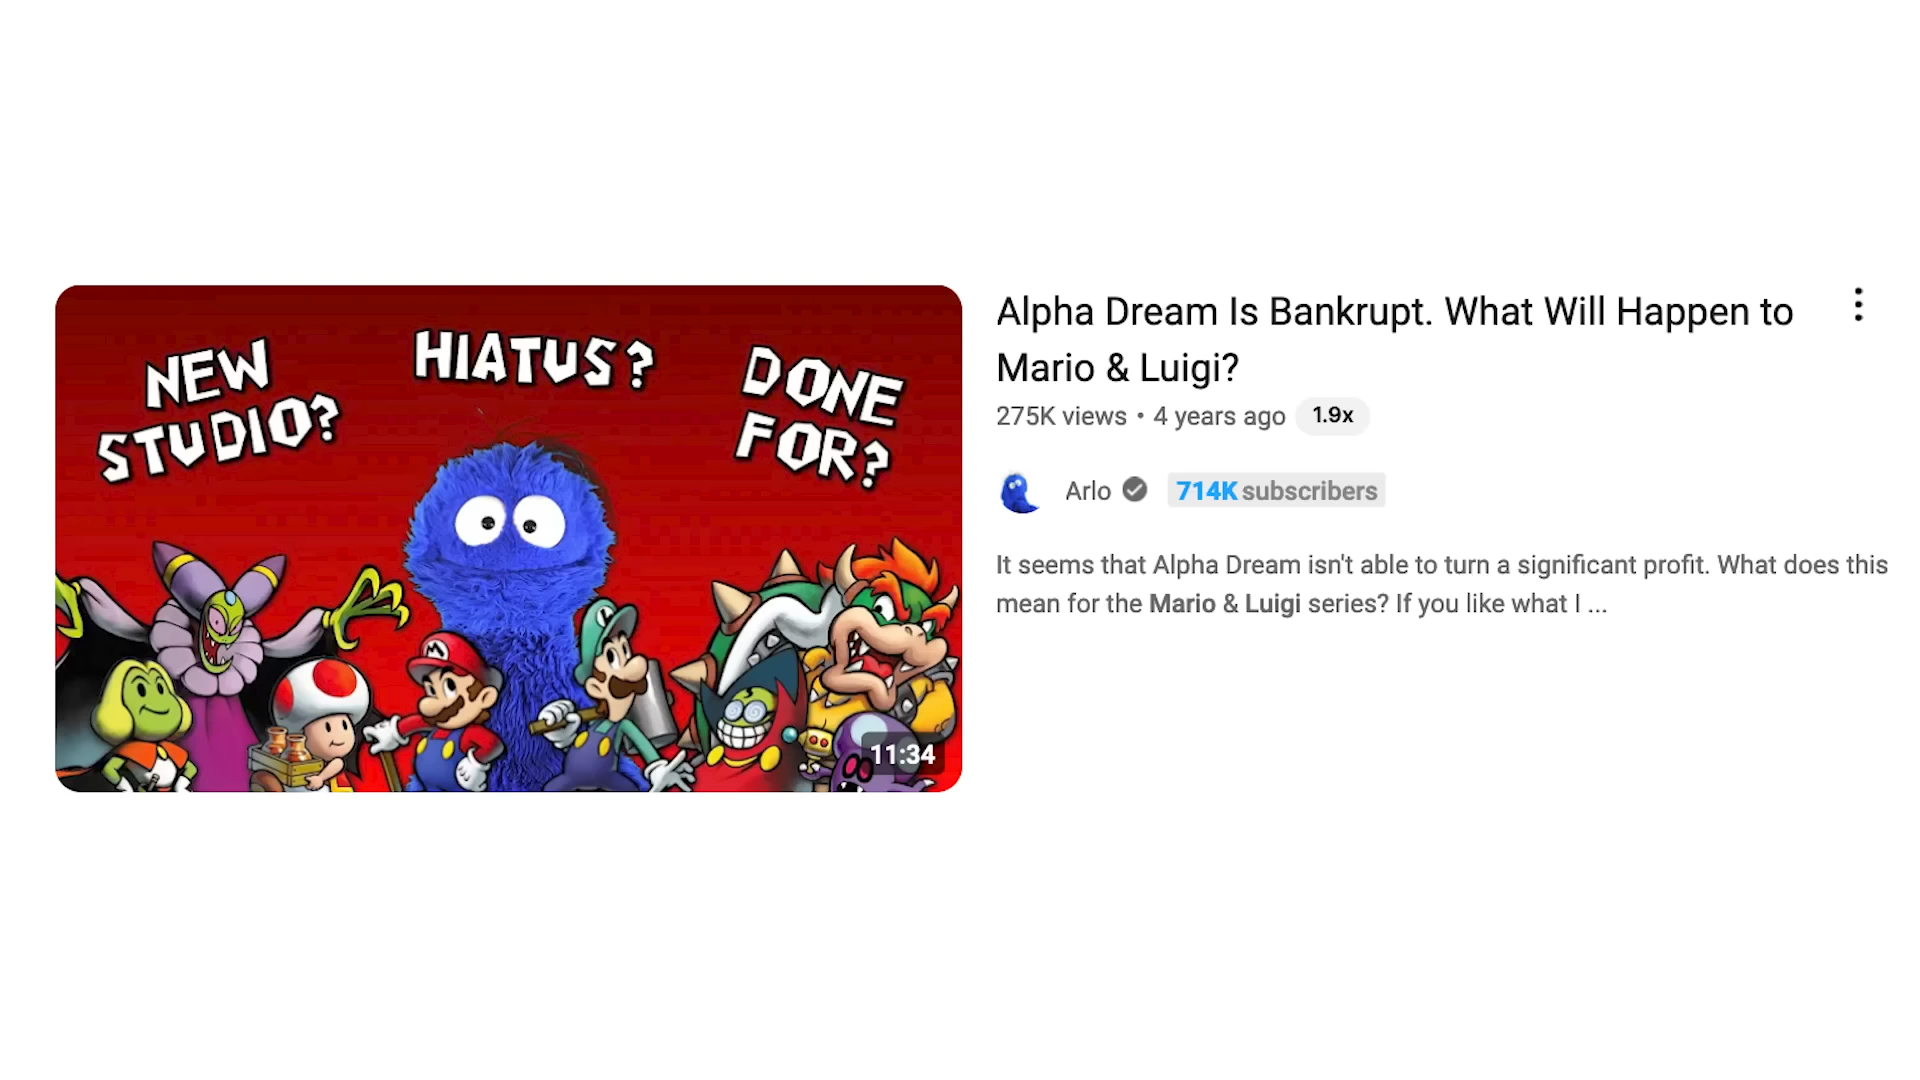 NEW
STUDIO?
HIATUS?
DONE
FOR?
M
L
11:34
Alpha Dream Is Bankrupt. What Will Happen to
Mario & Luigi?
275K views • 4 years ago 1.9x
Arlo 714K subscribers
It seems that Alpha Dream isn't able to turn a significant profit. What does this
mean for the Mario & Luigi series? If you like what I ...